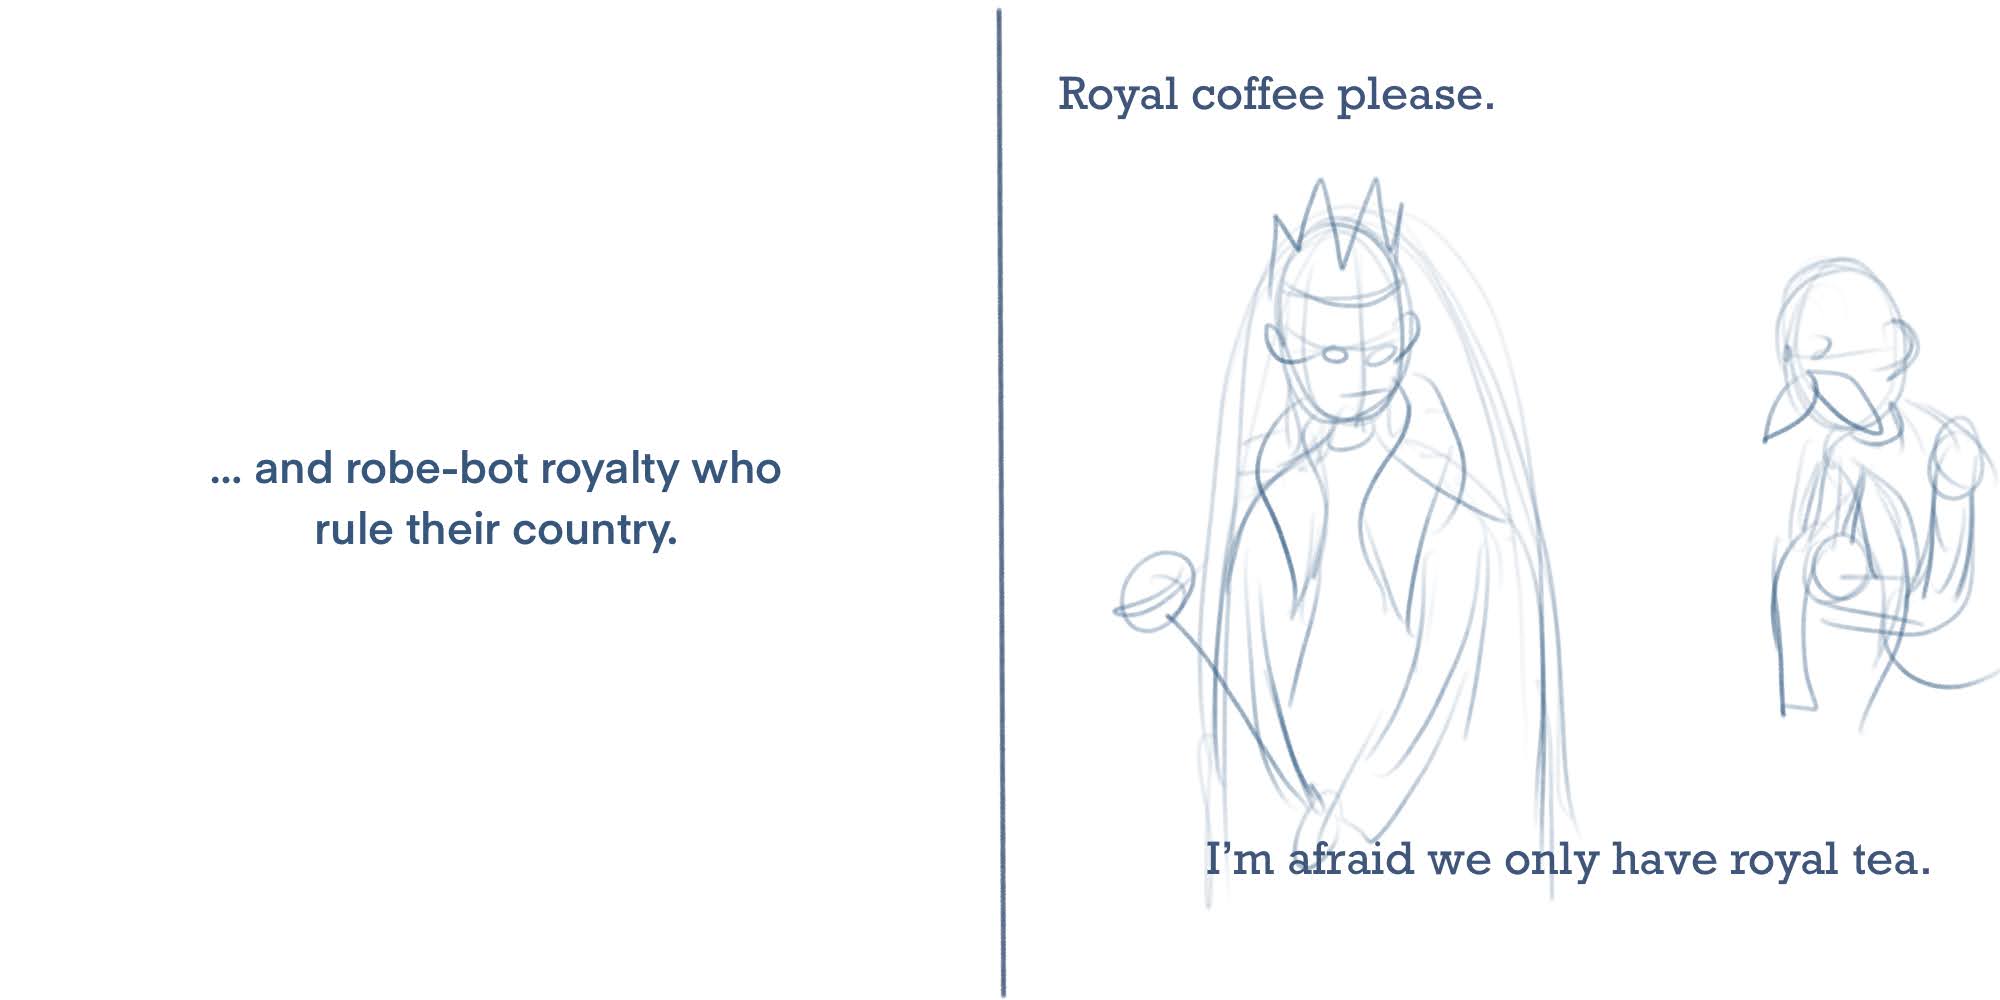 ... and robe-bot royalty who
rule their country.
Royal coffee please.
I'm afraid we only have royal tea.